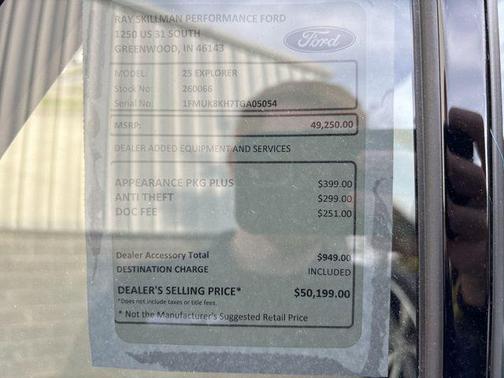 RAY SKILLMAN PERFORMANCE FORD
1250 US 31 SOUTH
GREENWOOD, IN 46143
Ford
MODEL: 25 EXPLORER
Stock No: 260066
Serial No: 1FMUK8KH7TGA05054
MSRP: 49,250.00
DEALER ADDED EQUIPMENT AND SERVICES
APPEARANCE PKG PLUS $399.00
ANTI THEFT $299.00
DOC FEE $251.00
Dealer Accessory Total $949.00
DESTINATION CHARGE INCLUDED
DEALER'S SELLING PRICE* $50,199.00
*Does not include taxes or title fees.
* Not the Manufacturer's Suggested Retail Price